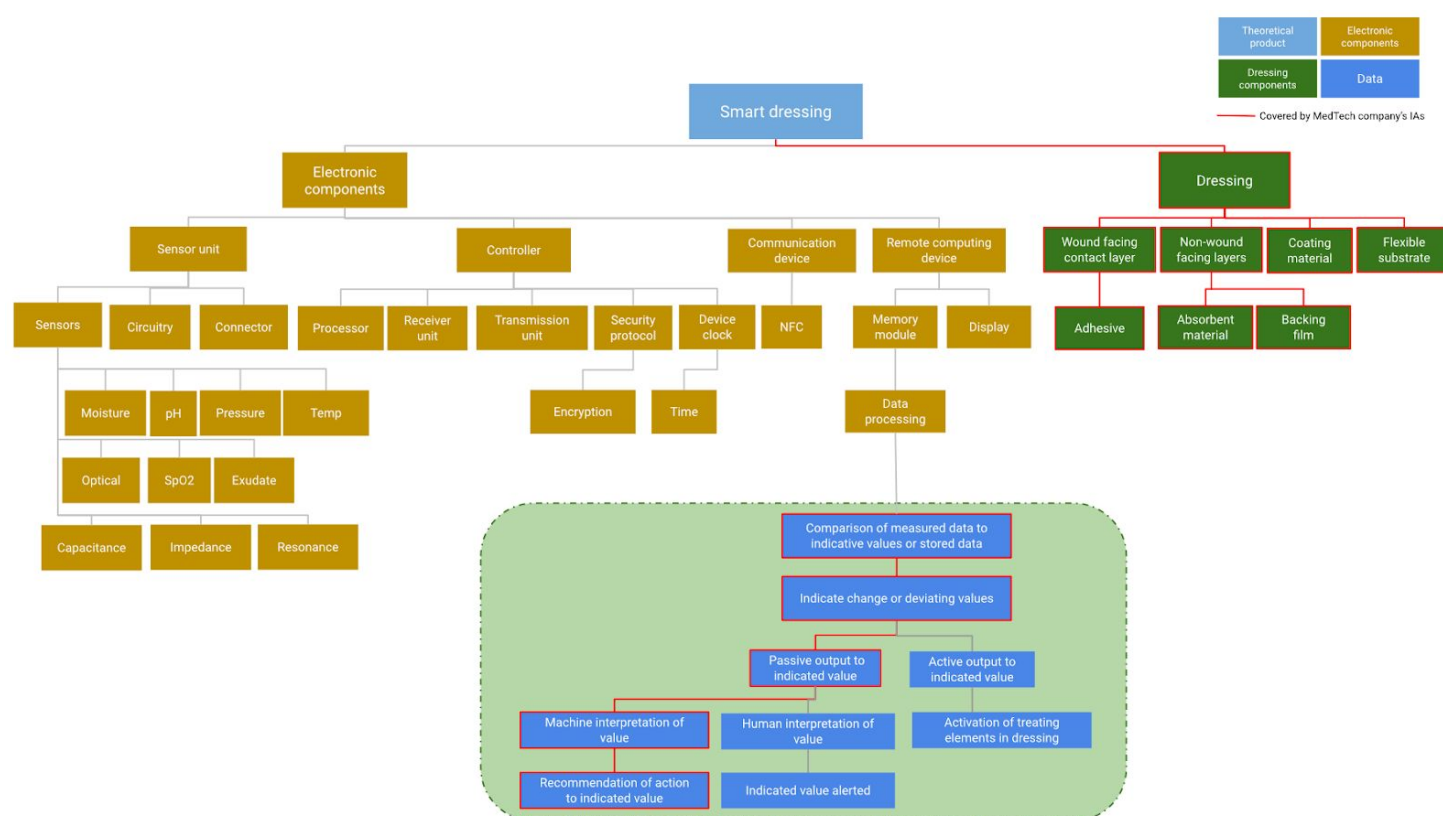 Theoretical
product
Electronic
components
Dressing
components
Data
Covered by MedTech company's IAs
Smart dressing
Electronic
components
Dressing
Sensor unit
Controller
Communication
device
Remote computing
device
Wound facing
contact layer
Non-wound
facing layers
Coating
material
Flexible
substrate
Sensors
Circuitry
Connector
Processor
Receiver
unit
Transmission
unit
Security
protocol
Device
clock
NFC
Memory
module
Display
Adhesive
Absorbent
material
Backing
film
Moisture
pH
Pressure
Temp
Encryption
Time
Data
processing
Optical
SpO2
Exudate
Capacitance
Impedance
Resonance
Comparison of measured data to
indicative values or stored data
Indicate change or deviating values
Passive output to
indicated value
Active output to
indicated value
Machine interpretation of
value
Human interpretation of
value
Activation of treating
elements in dressing
Recommendation of action
to indicated value
Indicated value alerted